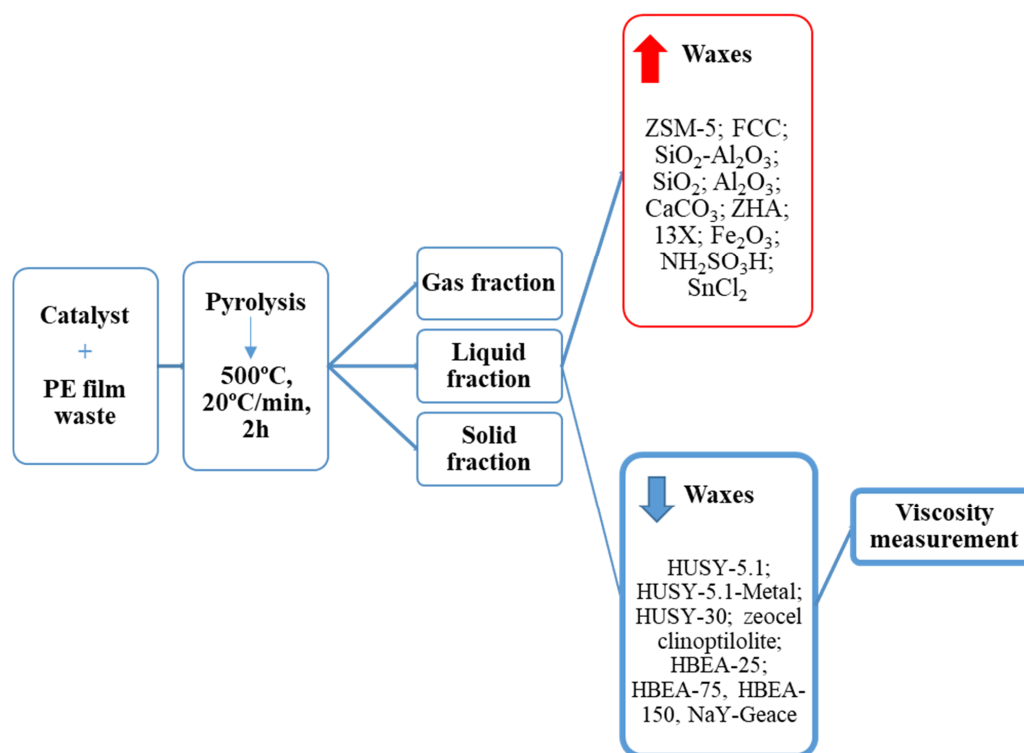 Catalyst
+
PE film
waste
Pyrolysis
500ºC,
20ºC/min,
2h
Gas fraction
Liquid
fraction
Solid
fraction
Waxes
ZSM-5; FCC;
SiO₂-Al₂O₃;
SiO₂; Al₂O₃;
CaCO₃; ZHA;
13X; Fe₂O₃;
NH₂SO₃H;
SnCl₂
Waxes
HUSY-5.1;
HUSY-5.1-Metal;
HUSY-30; zeocel
clinoptilolite;
HBEA-25;
HBEA-75, HBEA-
150, NaY-Geace
Viscosity
measurement